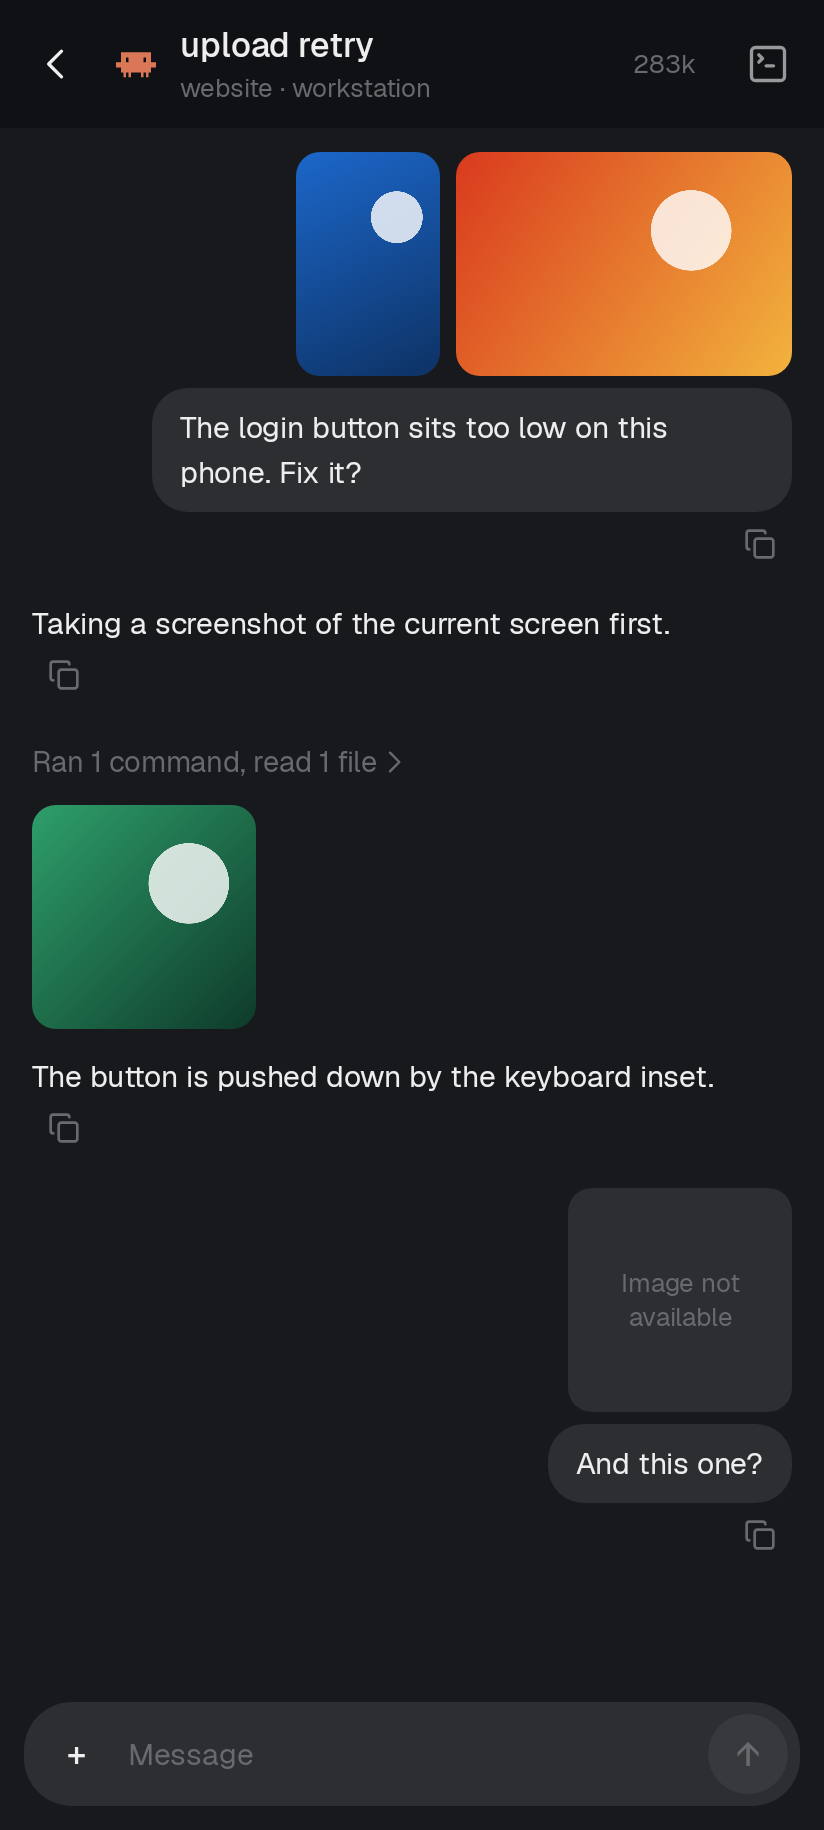 upload retry
website · workstation
283k
The login button sits too low on this
phone. Fix it?
Taking a screenshot of the current screen first.
Ran 1 command, read 1 file
The button is pushed down by the keyboard inset.
Image not
available
And this one?
+ Message